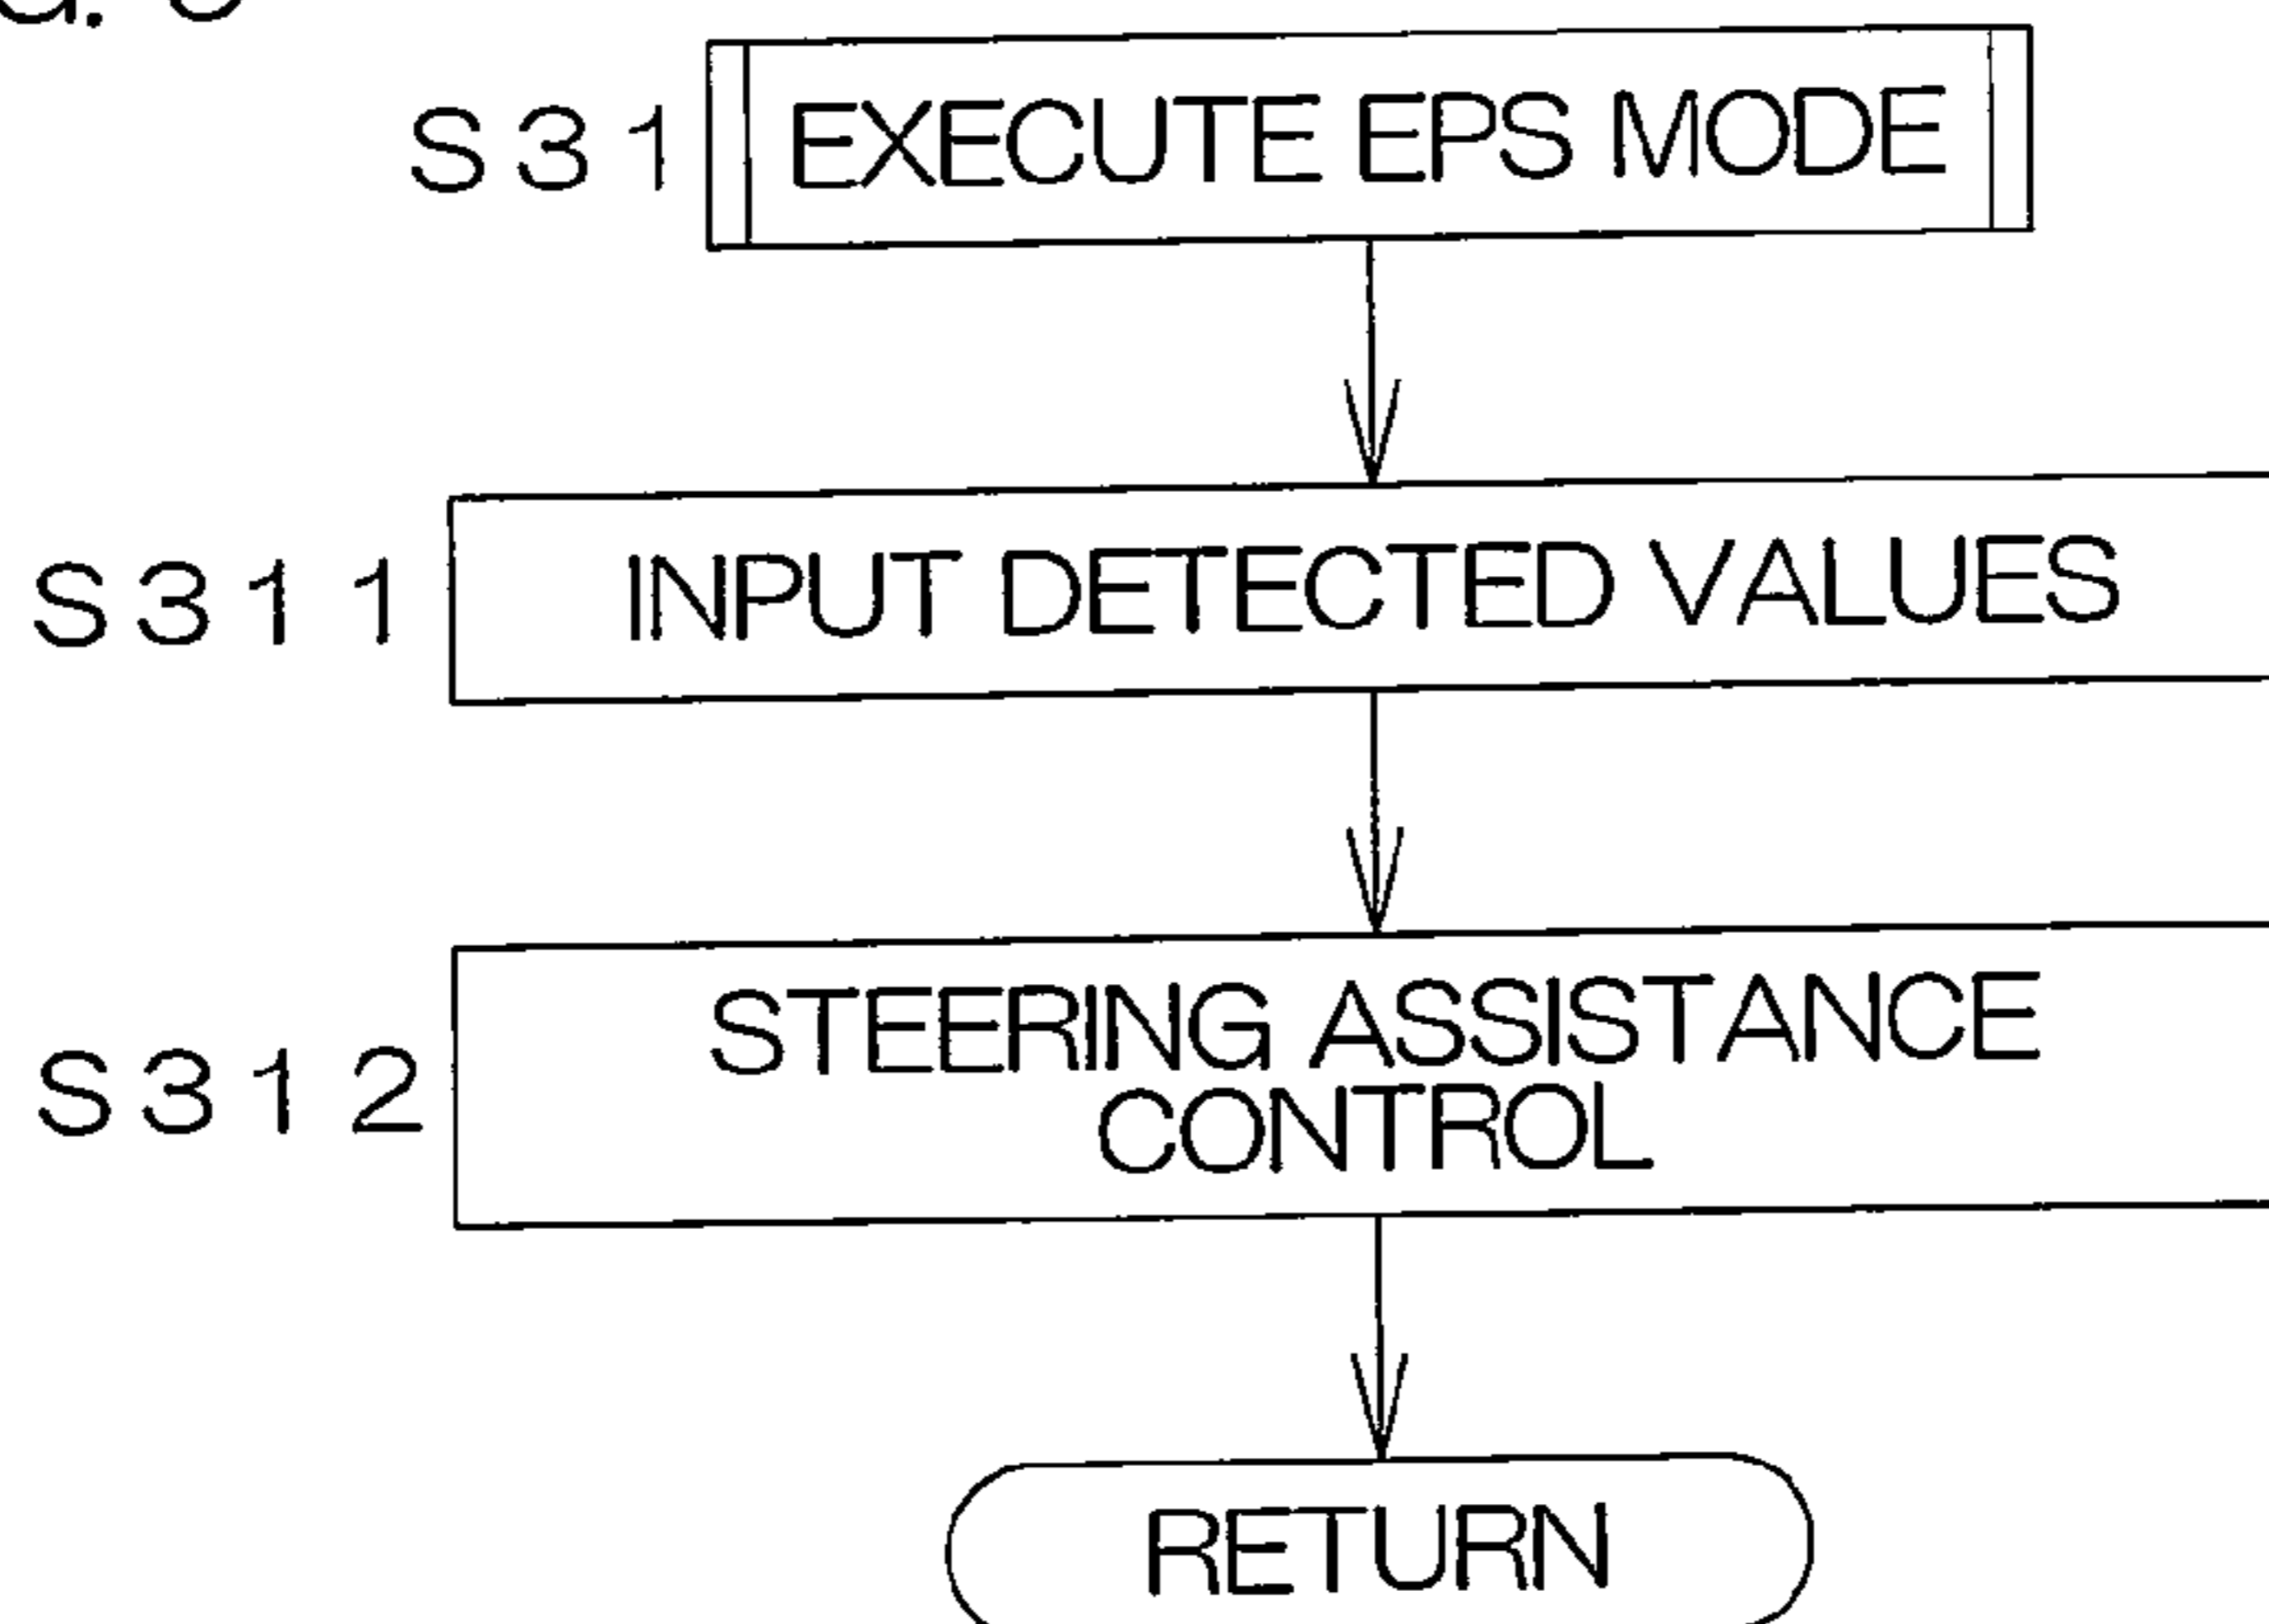 S31 EXECUTE EPS MODE
S311 INPUT DETECTED VALUES
STEERING ASSISTANCE
S312 CONTROL
RETURN